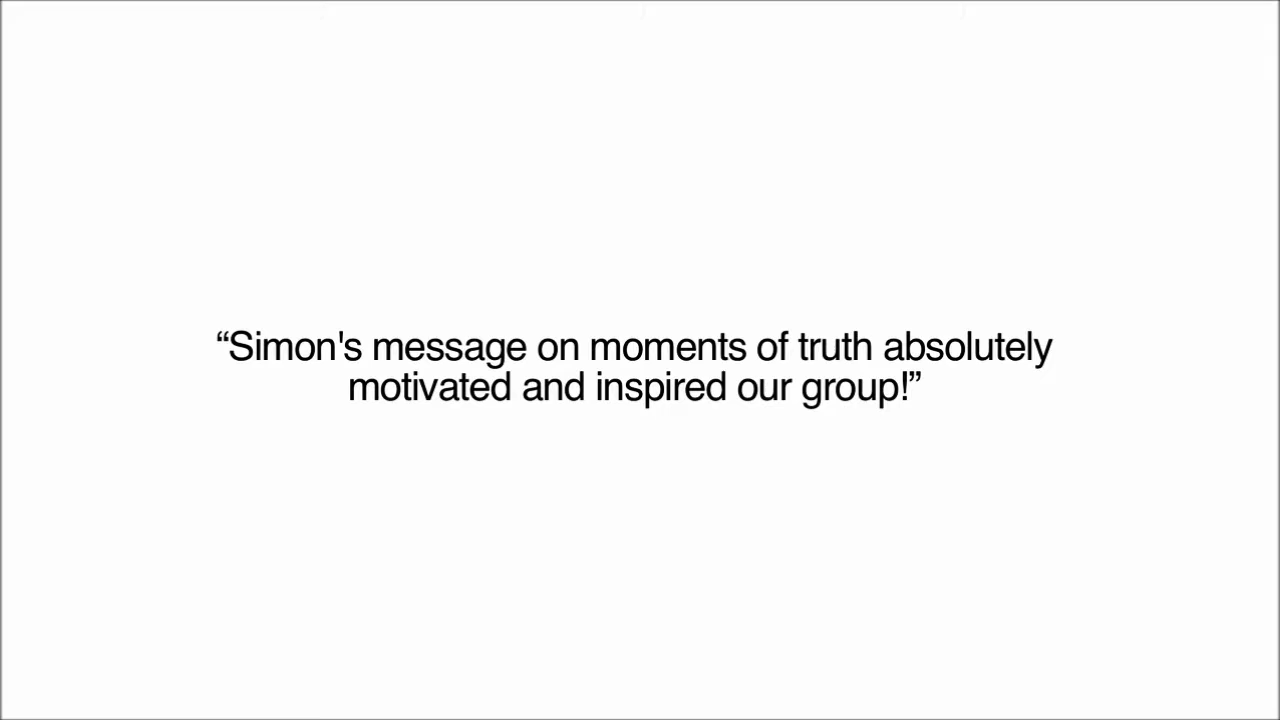 “Simon's message on moments of truth absolutely
motivated and inspired our group!”